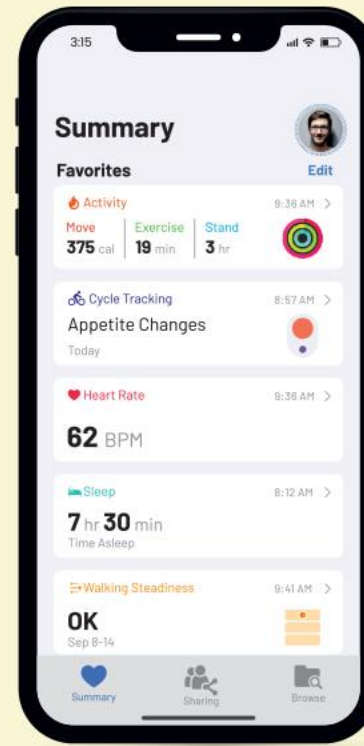 3:15
Summary
Favorites Edit
Activity 9:36 AM
Move Exercise Stand
375 cal 19 min 3 hr
Cycle Tracking 8:57 AM
Appetite Changes
Today
Heart Rate 9:36 AM
62 BPM
Sleep 8:12 AM
7 hr 30 min
Time Asleep
Walking Steadiness 9:41 AM
OK
Sep 8-14
Summary Sharing Browse